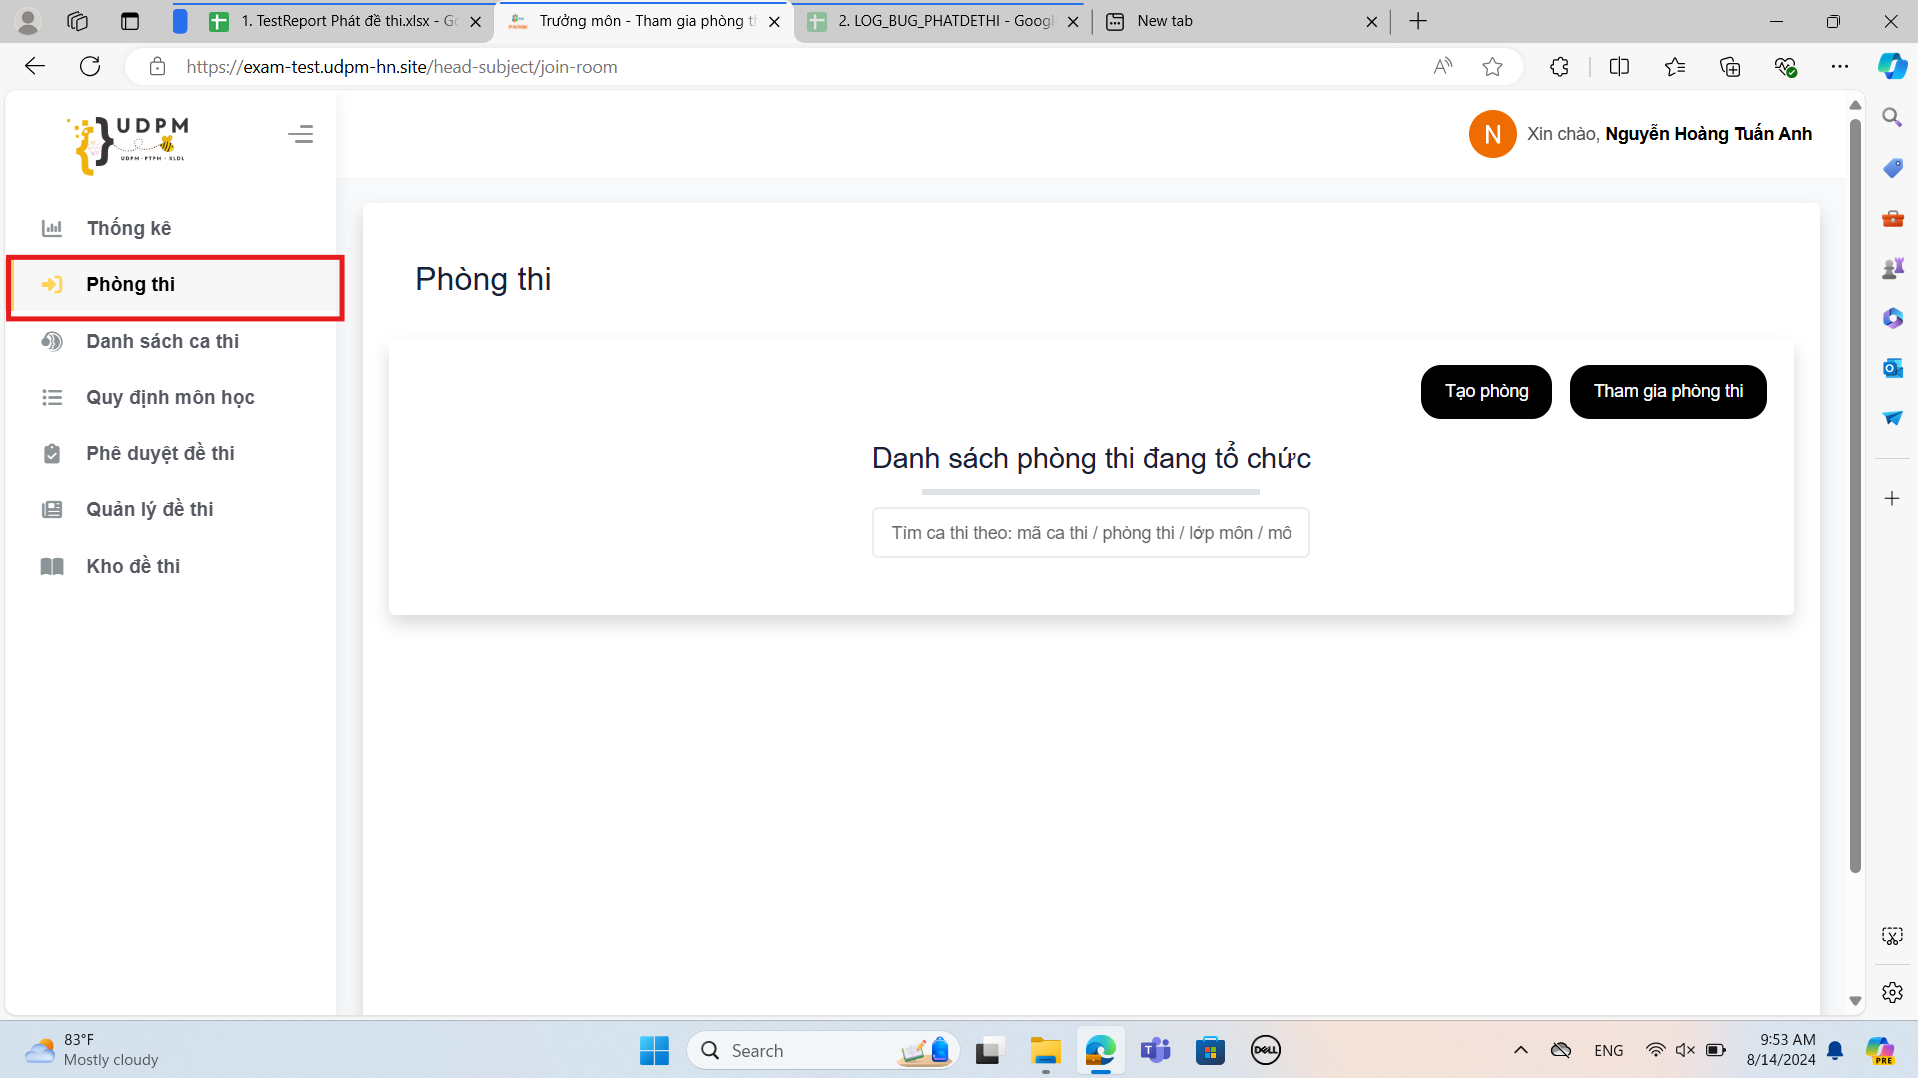 1. TestReport Phát đề thi.xlsx - Go
Trưởng môn - Tham gia phòng th
2. LOG_BUG_PHATDETHI - Google
New tab
https://exam-test.udpm-hn.site/head-subject/join-room
UDPM
UDPM - PTPM - XLDL
Xin chào, Nguyễn Hoàng Tuấn Anh
N
Thống kê
Phòng thi
Danh sách ca thi
Quy định môn học
Phê duyệt đề thi
Quản lý đề thi
Kho đề thi
Phòng thi
Tạo phòng
Tham gia phòng thi
Danh sách phòng thi đang tổ chức
Tìm ca thi theo: mã ca thi / phòng thi / lớp môn / mô
83°F
Mostly cloudy
Search
DELL
ENG
9:53 AM
8/14/2024
PRE